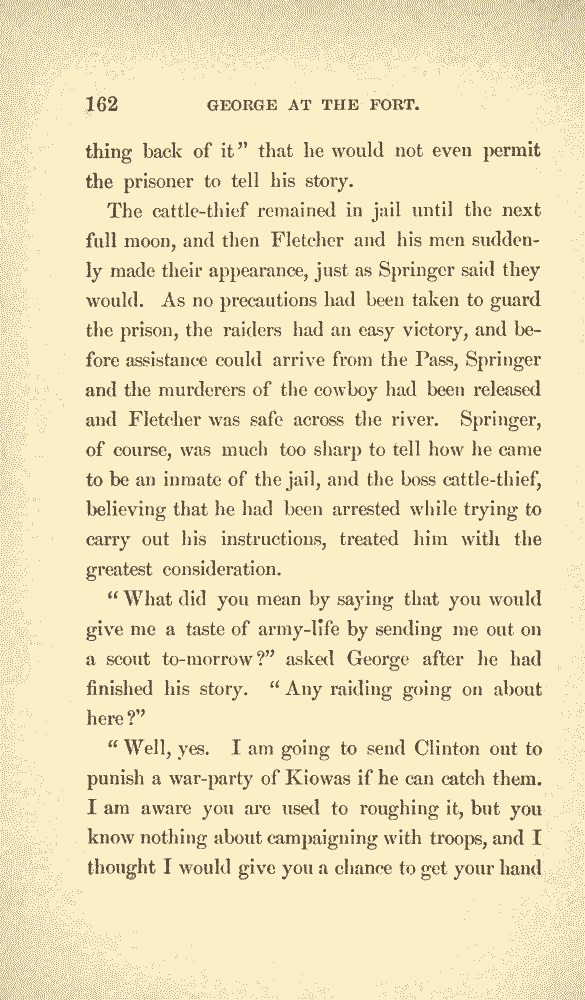 162 GEORGE AT THE FORT.
thing back of it” that he would not even permit
the prisoner to tell his story.
The cattle-thief remained in jail until the next
full moon, and then Fletcher and his men sudden-
ly made their appearance, just as Springer said they
would. As no precautions had been taken to guard
the prison, the raiders had an easy victory, and be-
fore assistance could arrive from the Pass, Springer
and the murderers of the cowboy had been released
and Fletcher was safe across the river. Springer,
of course, was much too sharp to tell how he came
to be an inmate of the jail, and the boss cattle-thief,
believing that he had been arrested while trying to
carry out his instructions, treated him with the
greatest consideration.
“What did you mean by saying that you would
give me a taste of army-life by sending me out on
a scout to-morrow?” asked George after he had
finished his story. “Any raiding going on about
here?”
“Well, yes. I am going to send Clinton out to
punish a war-party of Kiowas if he can catch them.
I am aware you are used to roughing it, but you
know nothing about campaigning with troops, and I
thought I would give you a chance to get your hand